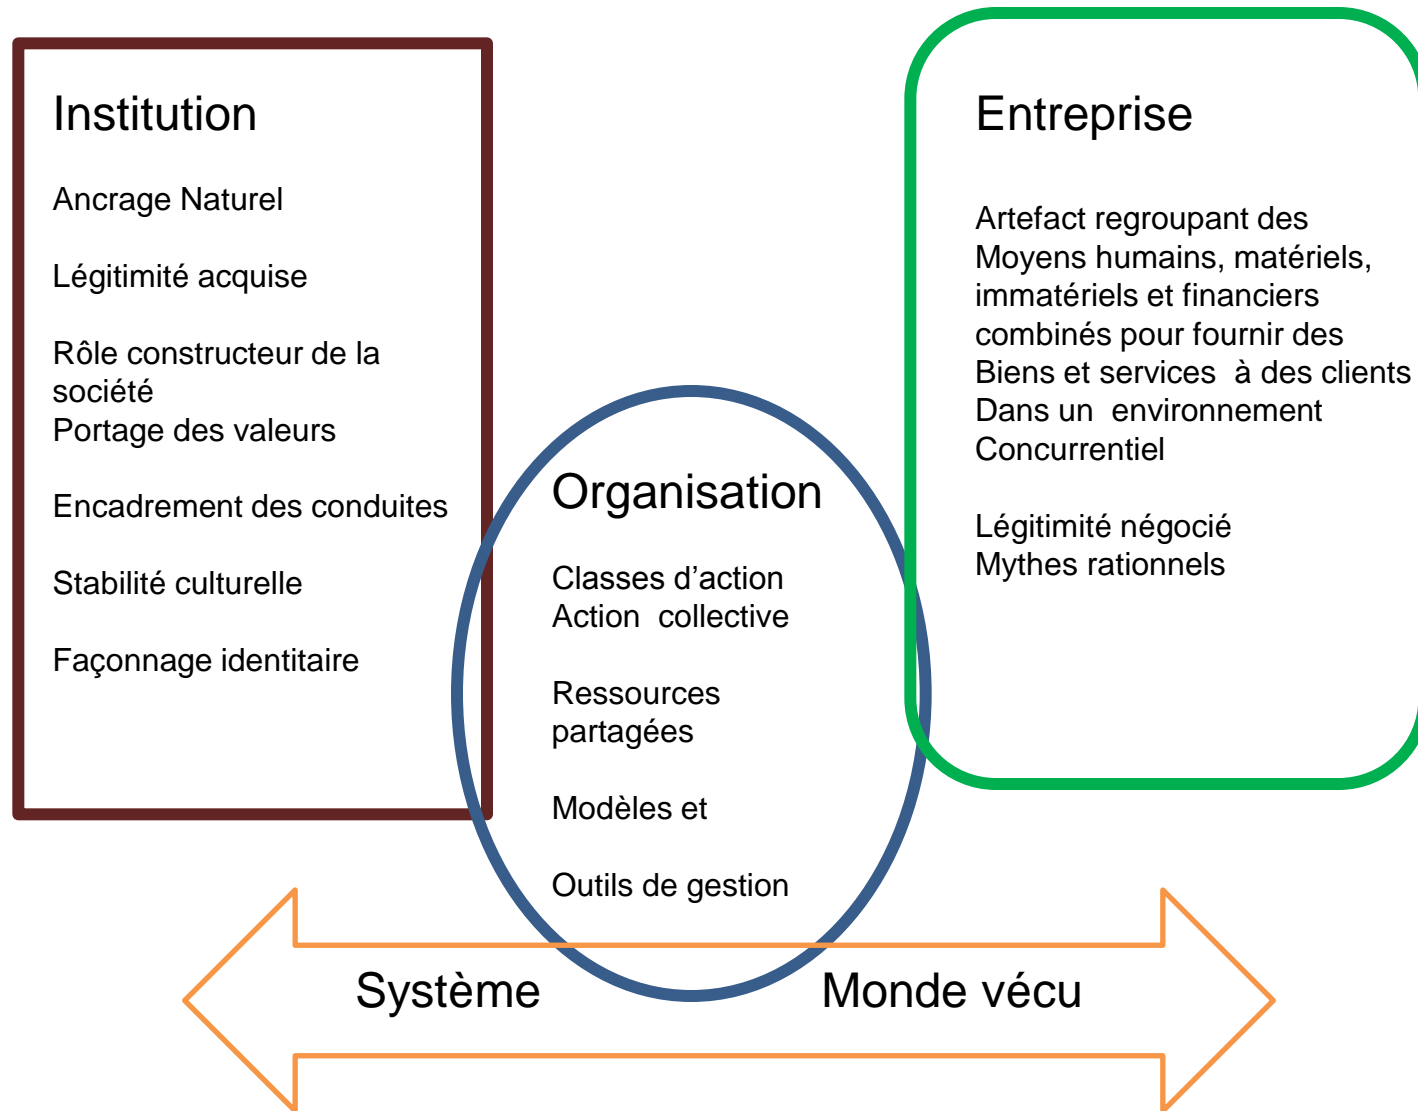 Institution
Ancrage Naturel
Légitimité acquise
Rôle constructeur de la
société
Portage des valeurs
Encadrement des conduites
Stabilité culturelle
Façonnage identitaire
Organisation
Classes d’action
Action collective
Ressources
partagées
Modèles et
Outils de gestion
Entreprise
Artefact regroupant des
Moyens humains, matériels,
immatériels et financiers
combinés pour fournir des
Biens et services à des clients
Dans un environnement
Concurrentiel
Légitimité négocié
Mythes rationnels
Système
Monde vécu